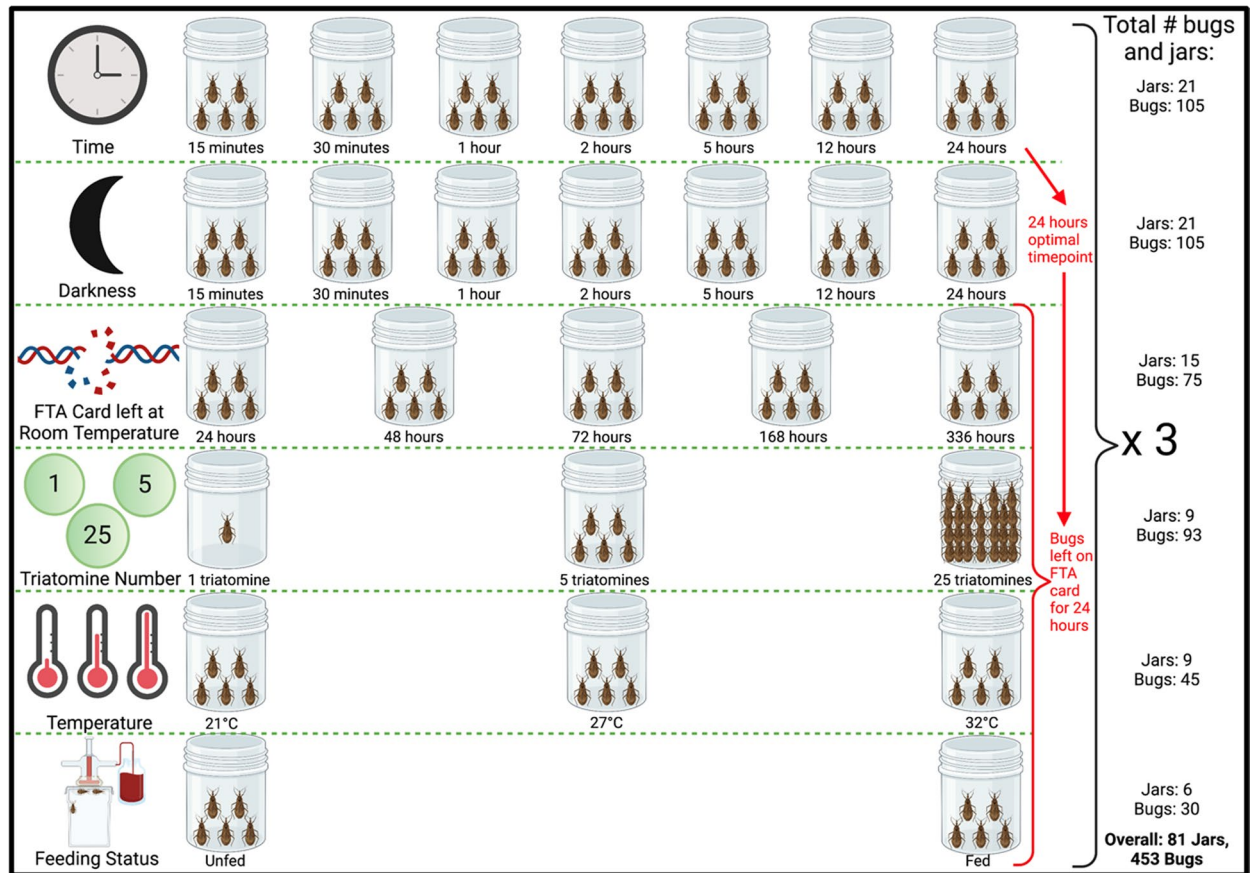 Total # bugs
and jars:
Time
15 minutes
30 minutes
1 hour
2 hours
5 hours
12 hours
24 hours
Jars: 21
Bugs: 105
Darkness
15 minutes
30 minutes
1 hour
2 hours
5 hours
12 hours
24 hours
24 hours
optimal
timepoint
Jars: 21
Bugs: 105
FTA Card left at
Room Temperature
24 hours
48 hours
72 hours
168 hours
336 hours
Jars: 15
Bugs: 75
x 3
1
5
25
Triatomine Number
1 triatomine
5 triatomines
25 triatomines
Bugs
left on
FTA
card
for 24
hours
Jars: 9
Bugs: 93
Temperature
21°C
27°C
32°C
Jars: 9
Bugs: 45
Feeding Status
Unfed
Fed
Jars: 6
Bugs: 30
Overall: 81 Jars,
453 Bugs